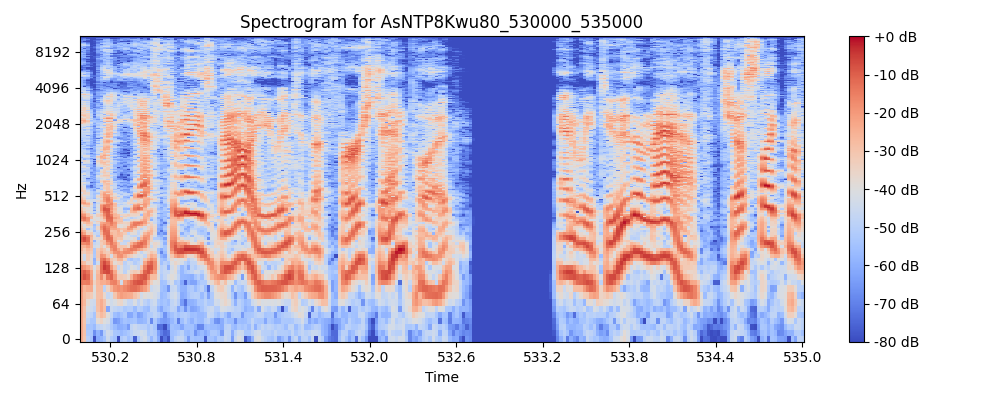 Spectrogram for AsNTP8Kwu80_530000_535000
8192
4096
2048
1024
512
256
128
64
0
Hz
530.2 530.8 531.4 532.0 532.6 533.2 533.8 534.4 535.0
Time
+0 dB
-10 dB
-20 dB
-30 dB
-40 dB
-50 dB
-60 dB
-70 dB
-80 dB